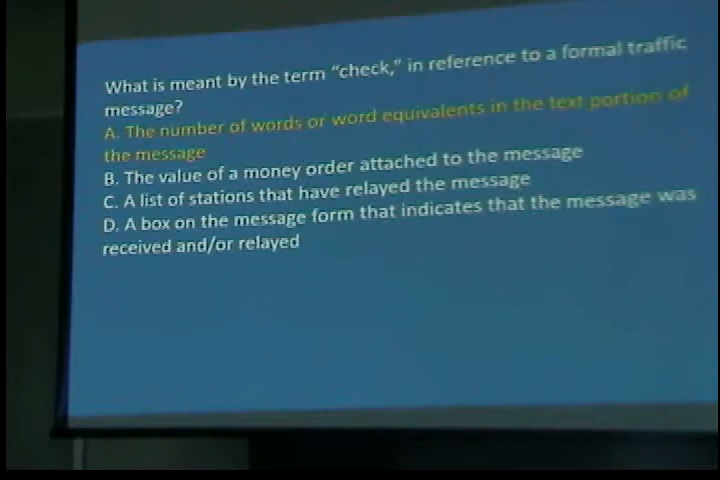 What is meant by the term “check,” in reference to a formal traffic
message?
A. The number of words or word equivalents in the text portion of
the message
B. The value of a money order attached to the message
C. A list of stations that have relayed the message
D. A box on the message form that indicates that the message was
received and/or relayed